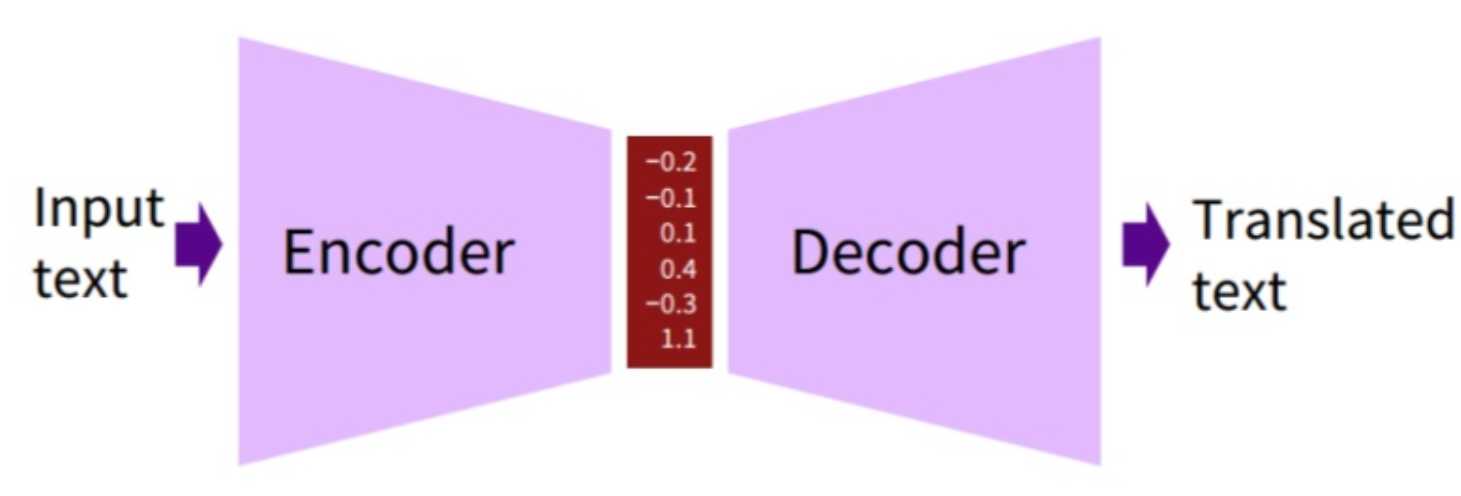 Input
text
Encoder
−0.2
−0.1
0.1
0.4
−0.3
1.1
Decoder
Translated
text